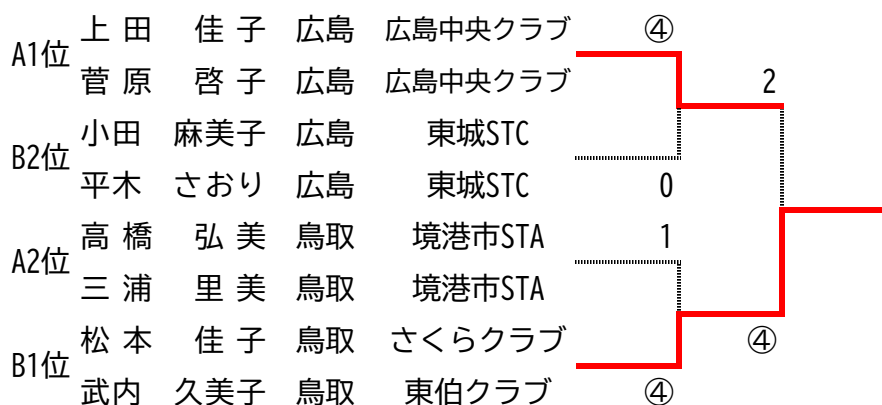 上田 佳子 広島 広島中央クラブ ④
A1位
菅原 啓子 広島 広島中央クラブ 2
小田 麻美子 広島 東城STC
B2位
平木 さおり 広島 東城STC 0
高橋 弘美 鳥取 境港市STA 1
A2位
三浦 里美 鳥取 境港市STA
松本 佳子 鳥取 さくらクラブ ④
B1位
武内 久美子 鳥取 東伯クラブ ④